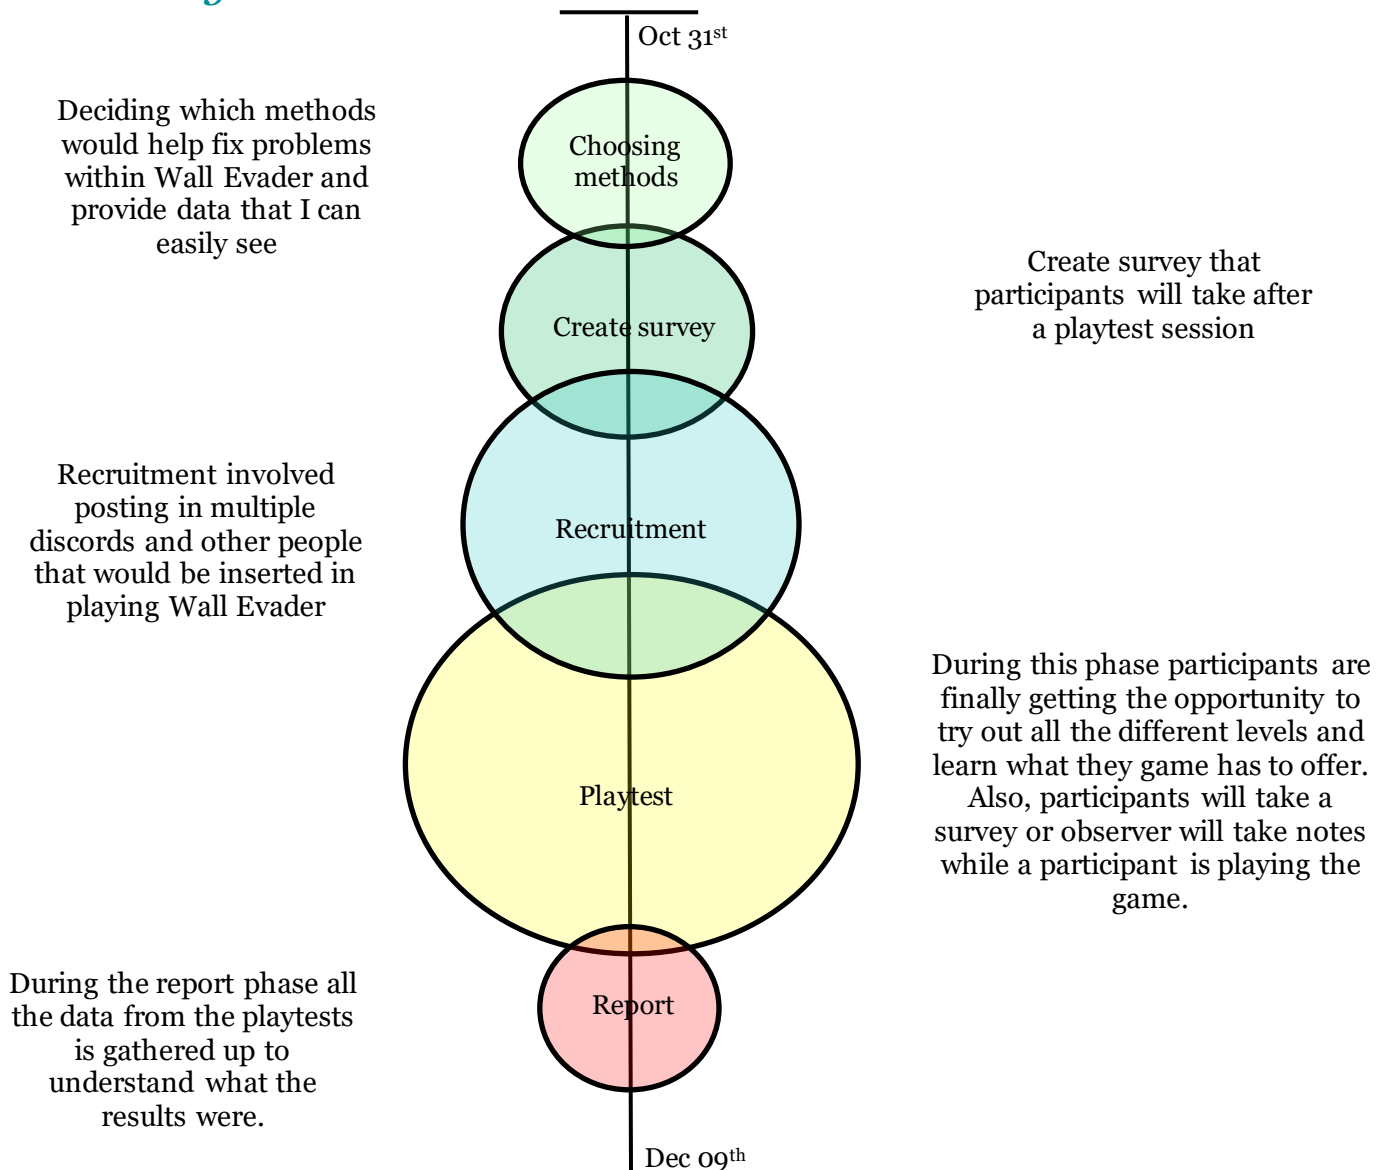 Oct 31st
Deciding which methods
would help fix problems
within Wall Evader and
provide data that I can
easily see
Choosing
methods
Create survey that
participants will take after
a playtest session
Create survey
Recruitment involved
posting in multiple
discords and other people
that would be inserted in
playing Wall Evader
Recruitment
During this phase participants are
finally getting the opportunity to
try out all the different levels and
learn what they game has to offer.
Also, participants will take a
survey or observer will take notes
while a participant is playing the
game.
Playtest
During the report phase all
the data from the playtests
is gathered up to
understand what the
results were.
Report
Dec 09th